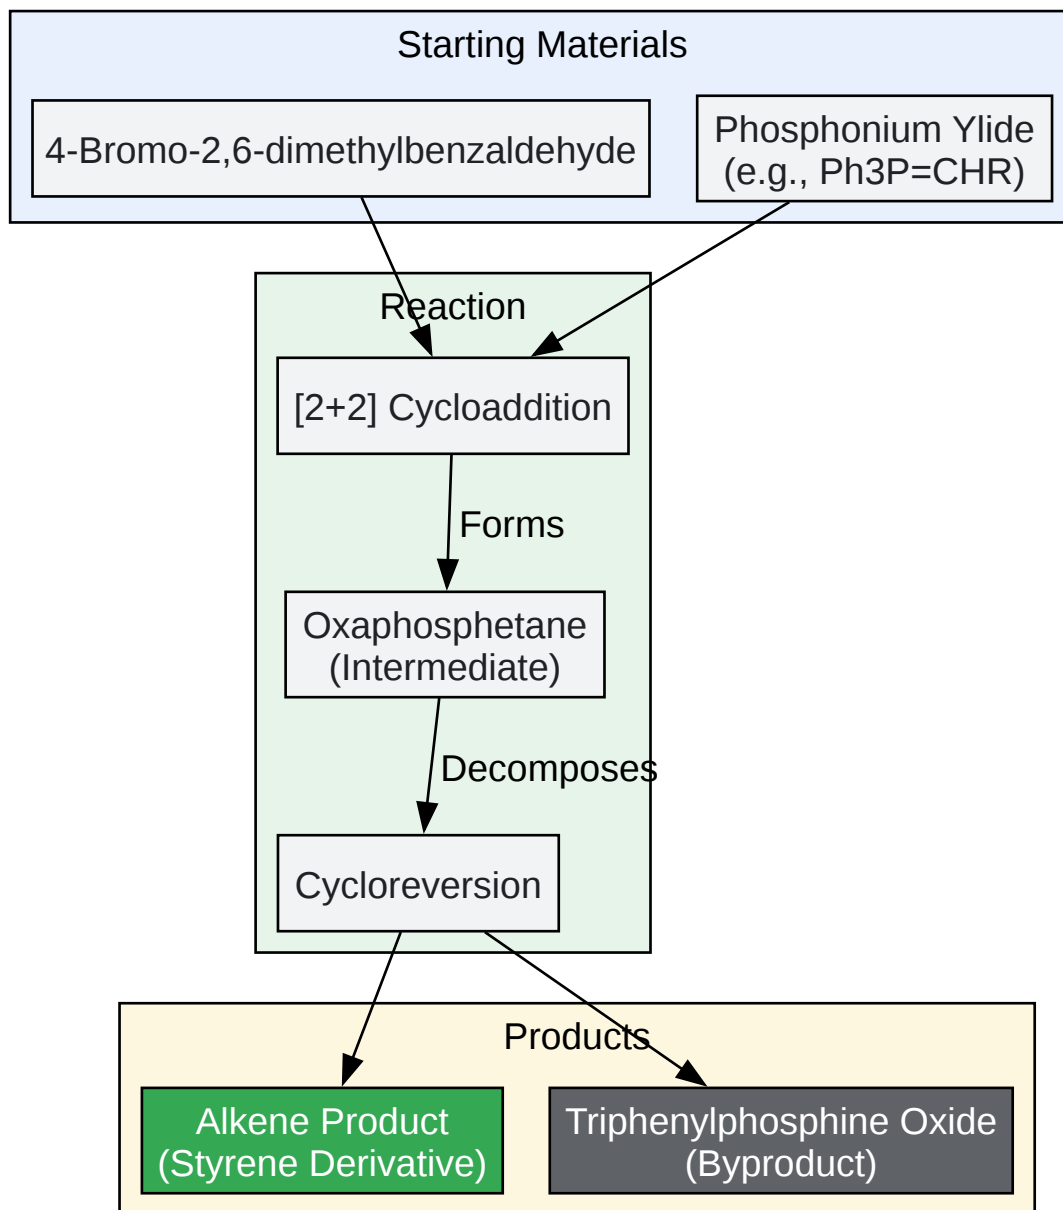 Starting Materials
4-Bromo-2,6-dimethylbenzaldehyde
Phosphonium Ylide
(e.g., Ph3P=CHR)
Reaction
[2+2] Cycloaddition
Forms
Oxaphosphetane
(Intermediate)
Decomposes
Cycloreversion
Products
Alkene Product
(Styrene Derivative)
Triphenylphosphine Oxide
(Byproduct)